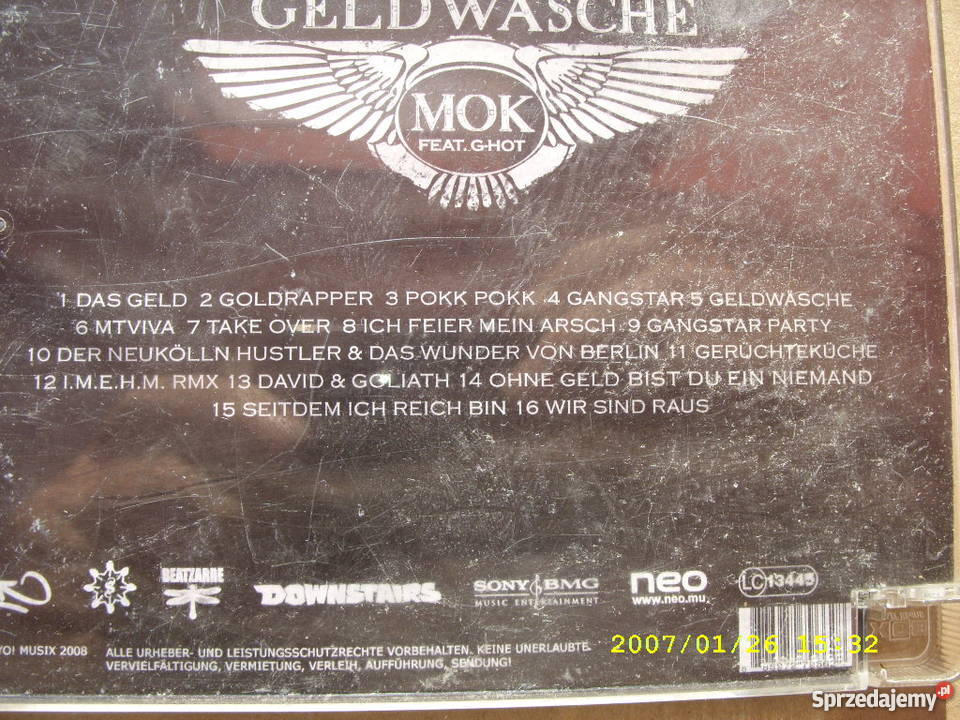 GELDWÄSCHE
MOK
FEAT. G-HOT
1 DAS GELD 2 GOLDRAPPER 3 POKK POKK 4 GANGSTAR 5 GELDWÄSCHE
6 MTVIVA 7 TAKE OVER 8 ICH FEIER MEIN ARSCH 9 GANGSTAR PARTY
10 DER NEUKÖLLN HUSTLER & DAS WUNDER VON BERLIN 11 GERÜCHTEKÜCHE
12 I.M.E.H.M. RMX 13 DAVID & GOLIATH 14 OHNE GELD BIST DU EIN NIEMAND
15 SEITDEM ICH REICH BIN 16 WIR SIND RAUS
BEATZARRE
DOWNSTAIRS
SONY BMG
MUSIC ENTERTAINMENT
neo
www.neo.mu
LC 13445
YO! MUSIX 2008
ALLE URHEBER- UND LEISTUNGSSCHUTZRECHTE VORBEHALTEN. KEINE UNERLAUBTE
VERVIELFÄLTIGUNG, VERMIETUNG, VERLEIH, AUFFÜHRUNG, SENDUNG!
2007/01/26 15:32
Sprzedajemy.pl